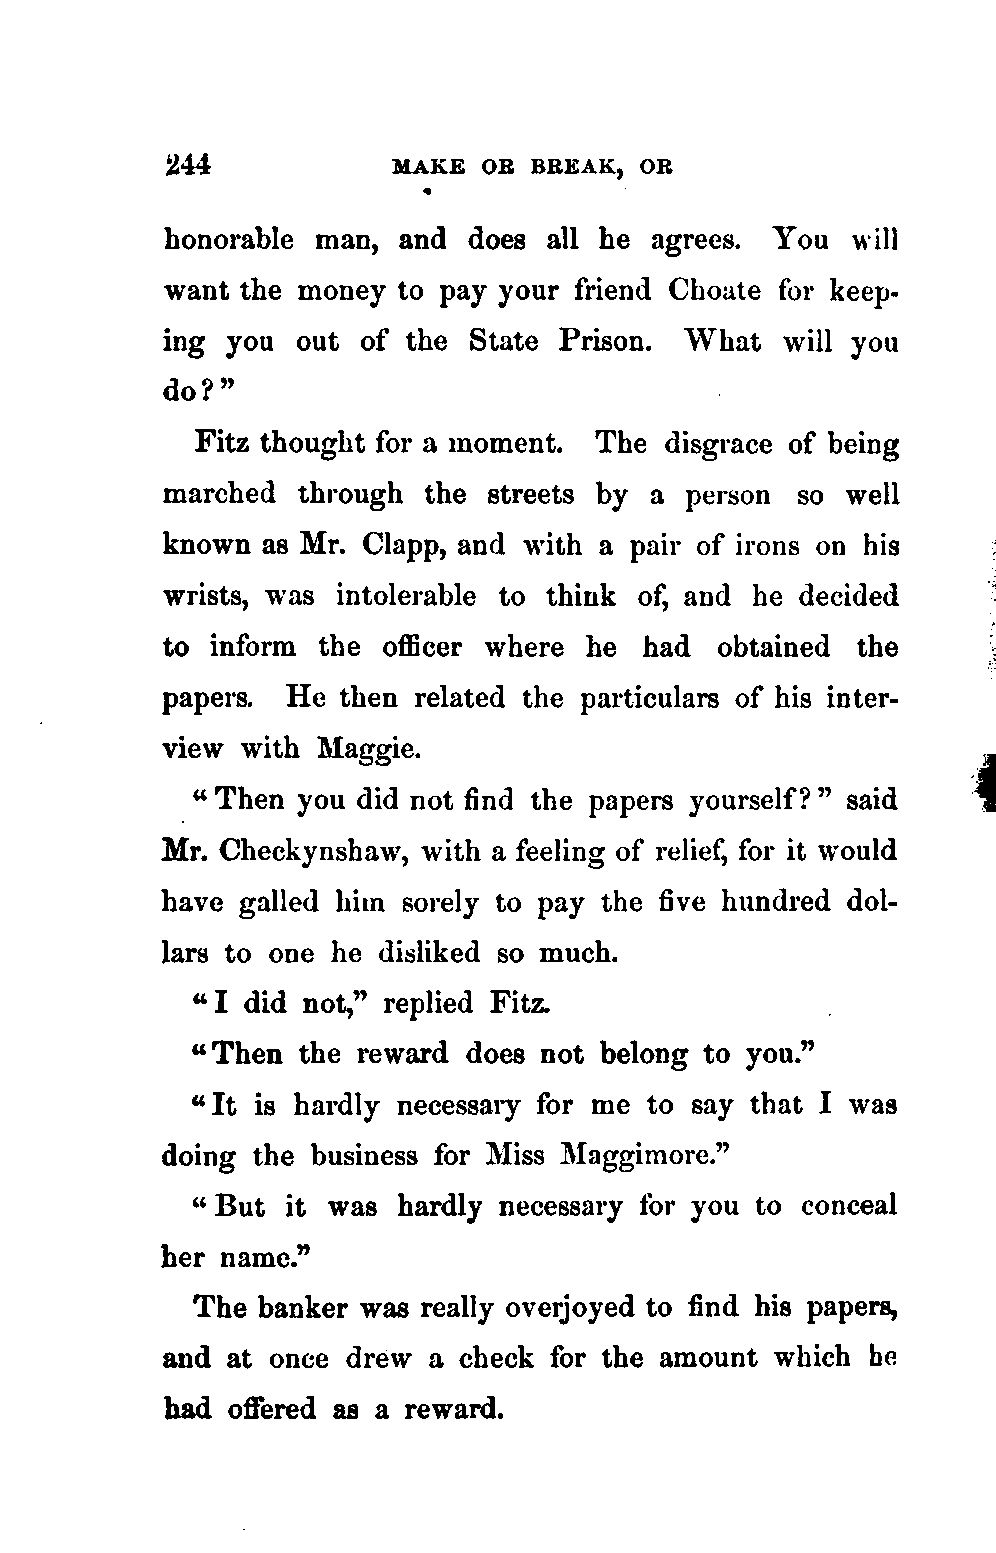 244 MAKE OR BREAK, OR
honorable man, and does all he agrees. You will
want the money to pay your friend Choate for keep-
ing you out of the State Prison. What will you
do?"
Fitz thought for a moment. The disgrace of being
marched through the streets by a person so well
known as Mr. Clapp, and with a pair of irons on his
wrists, was intolerable to think of, and he decided
to inform the officer where he had obtained the
papers. He then related the particulars of his inter-
view with Maggie.
"Then you did not find the papers yourself?" said
Mr. Checkynshaw, with a feeling of relief, for it would
have galled him sorely to pay the five hundred dol-
lars to one he disliked so much.
"I did not," replied Fitz.
"Then the reward does not belong to you."
"It is hardly necessary for me to say that I was
doing the business for Miss Maggimore."
"But it was hardly necessary for you to conceal
her name."
The banker was really overjoyed to find his papers,
and at once drew a check for the amount which he
had offered as a reward.